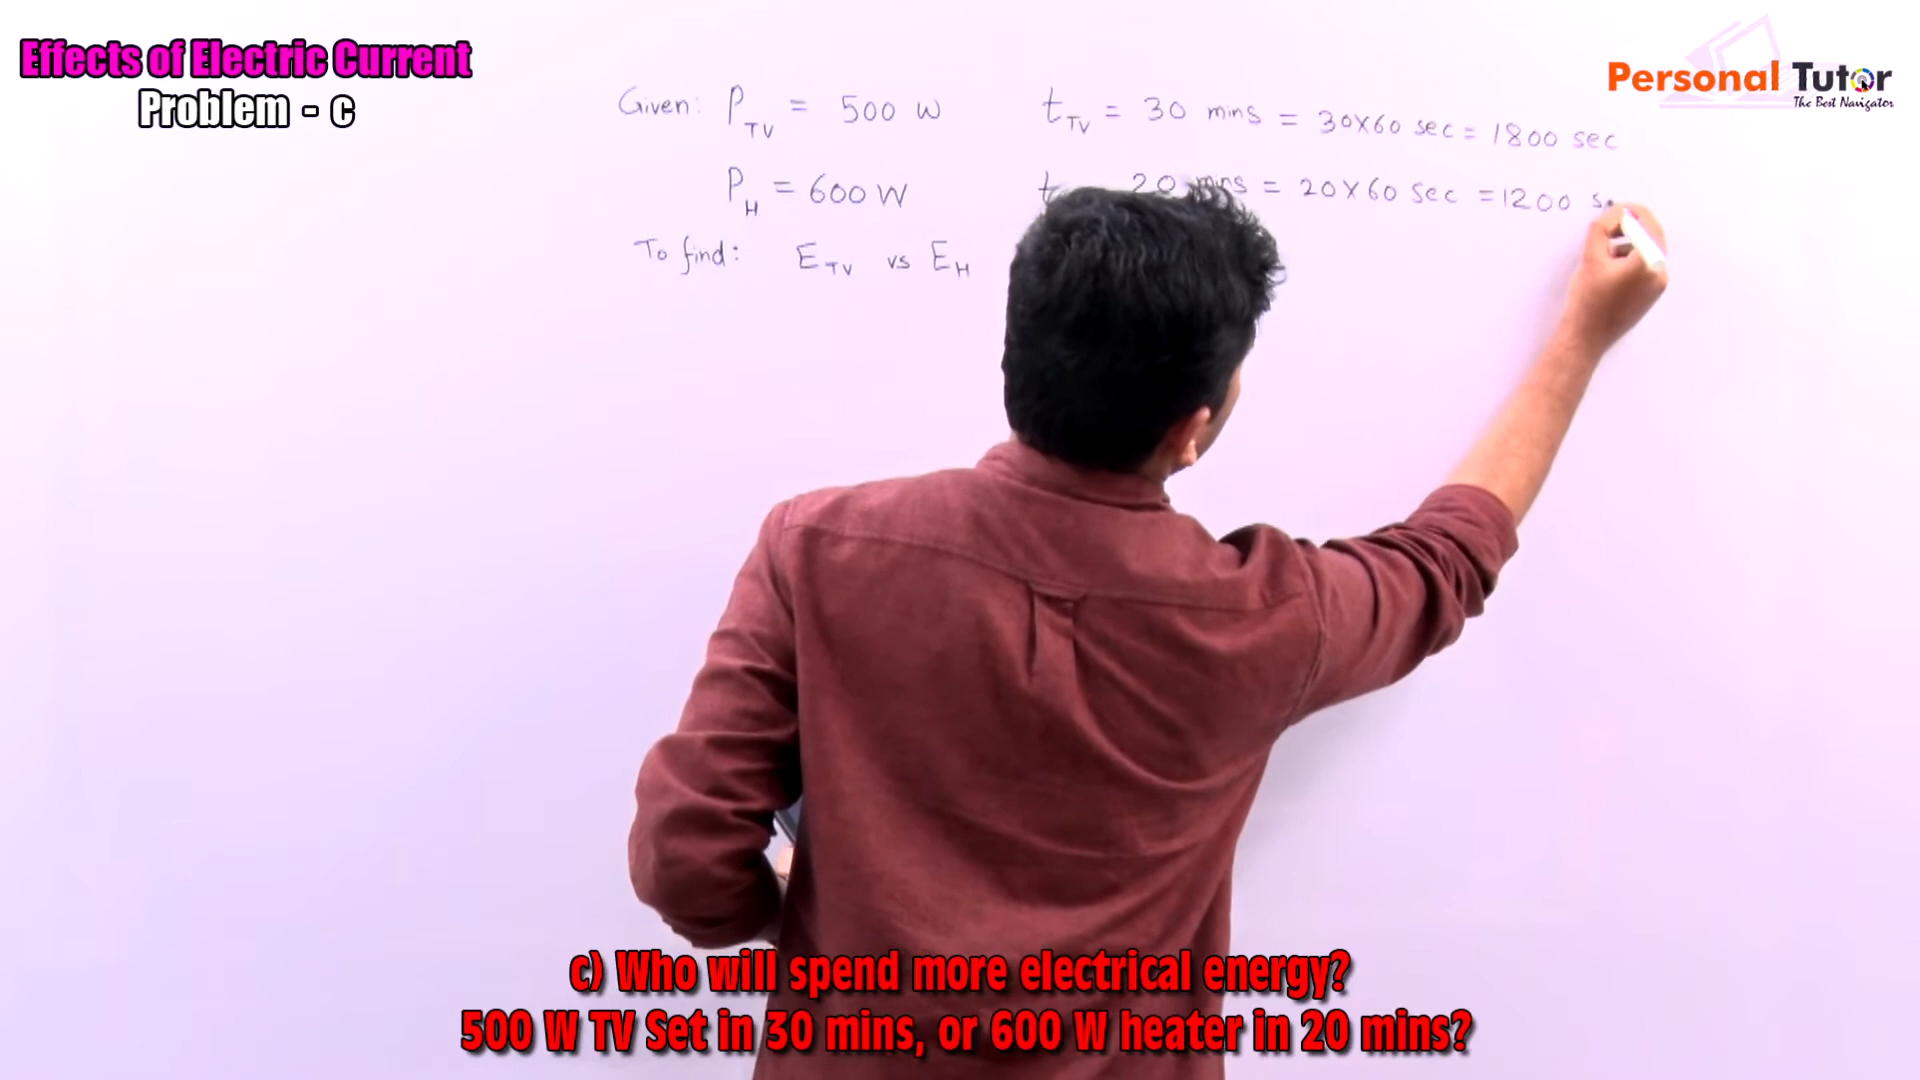 Effects of Electric Current
Problem - c
Personal Tutor
The Best Navigator
Given: P_TV = 500 W t_TV = 30 mins = 30x60 sec = 1800 sec
P_H = 600 W t 20 mins = 20x60 sec = 1200 s
To find: E_TV vs E_H
c) Who will spend more electrical energy?
500 W TV Set in 30 mins, or 600 W heater in 20 mins?